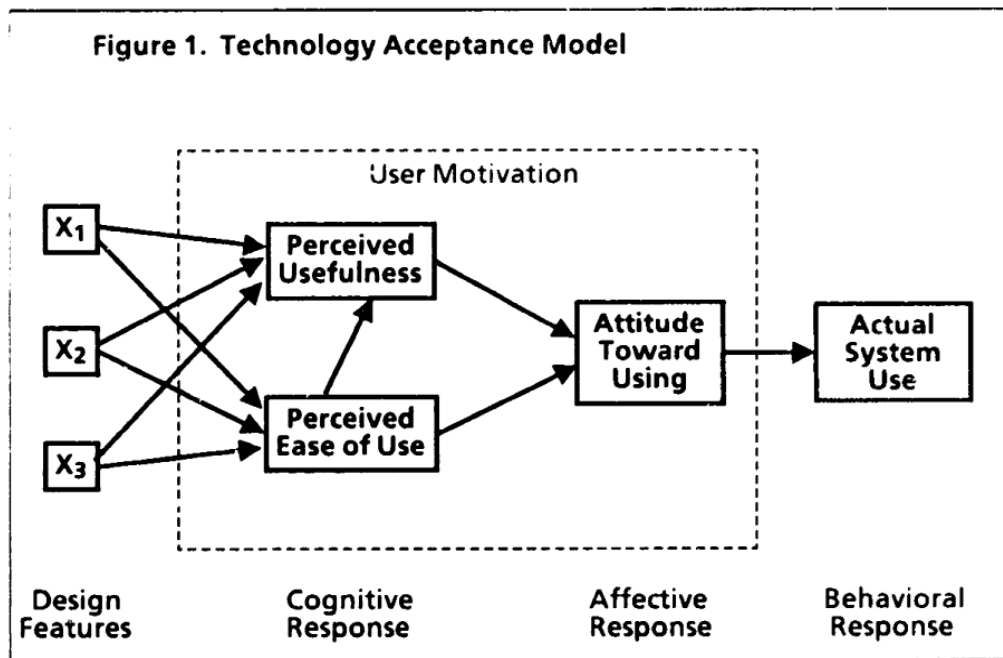 Figure 1. Technology Acceptance Model
User Motivation
X1
Perceived
Usefulness
X2
Attitude
Toward
Using
Actual
System
Use
Perceived
Ease of Use
X3
Design
Features
Cognitive
Response
Affective
Response
Behavioral
Response